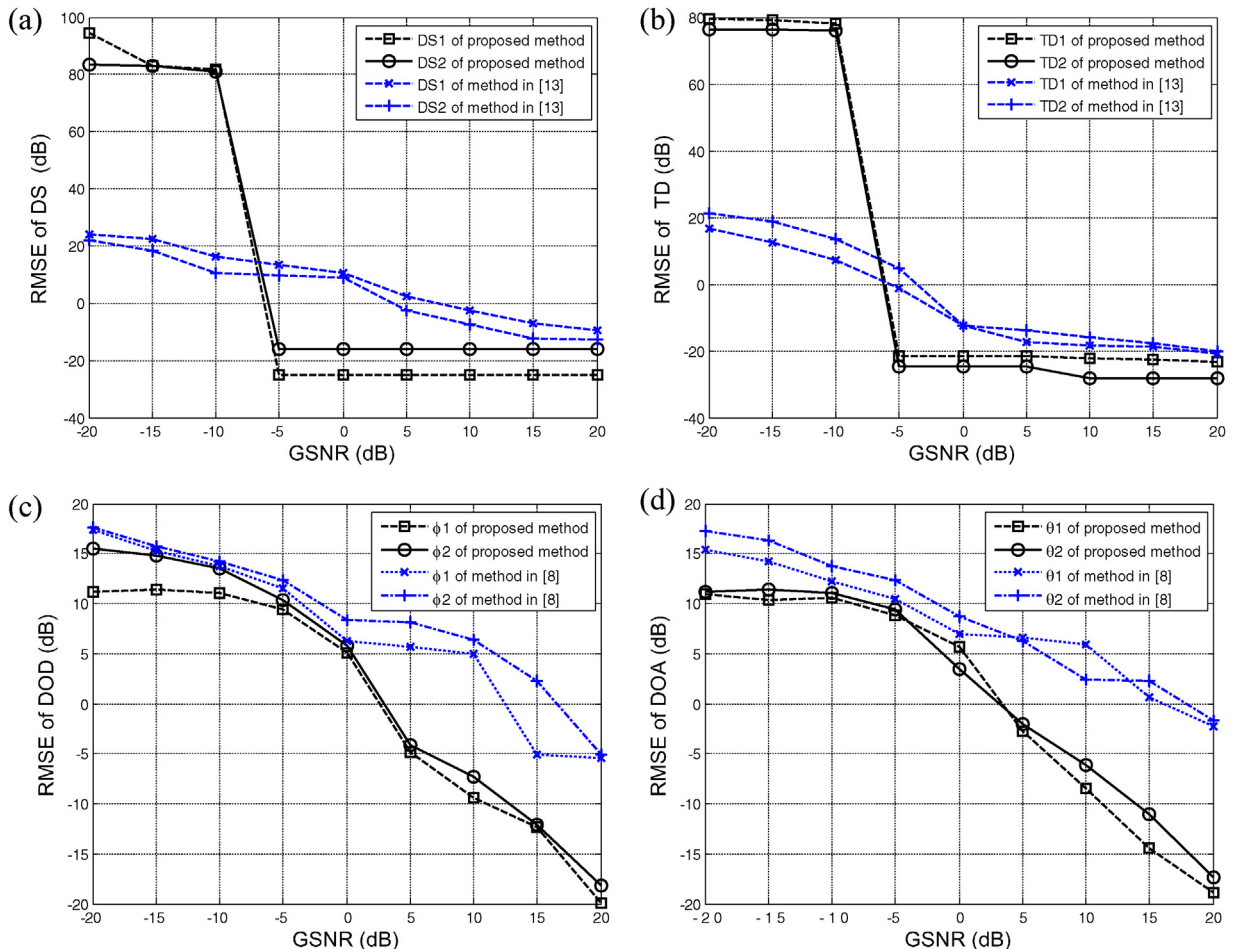 (a)
100
80
60
40
20
0
-20
-40
-20 -15 -10 -5 0 5 10 15 20
GSNR (dB)
RMSE of DS (dB)
DS1 of proposed method
DS2 of proposed method
DS1 of method in [13]
DS2 of method in [13]
(b)
80
60
40
20
0
-20
-40
-20 -15 -10 -5 0 5 10 15 20
GSNR (dB)
RMSE of TD (dB)
TD1 of proposed method
TD2 of proposed method
TD1 of method in [13]
TD2 of method in [13]
(c)
20
15
10
5
0
-5
-10
-15
-20
-20 -15 -10 -5 0 5 10 15 20
GSNR (dB)
RMSE of DOD (dB)
ϕ1 of proposed method
ϕ2 of proposed method
ϕ1 of method in [8]
ϕ2 of method in [8]
(d)
20
15
10
5
0
-5
-10
-15
-20
-2 0 -1 5 -1 0 -5 0 5 10 15 20
GSNR (dB)
RMSE of DOA (dB)
θ1 of proposed method
θ2 of proposed method
θ1 of method in [8]
θ2 of method in [8]